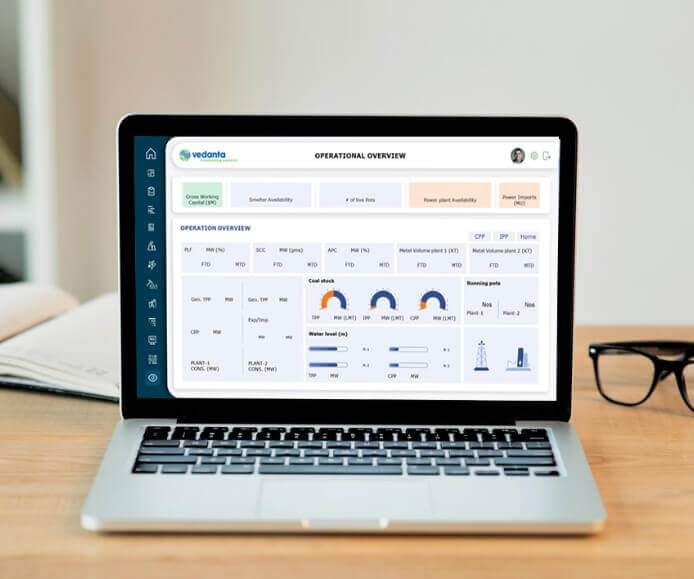 vedanta
OPERATIONAL OVERVIEW
Gross Working
Capital ($M)
Smelter Availability
# of live Pots
Power plant Availability
Power Imports
(MU)
OPERATION OVERVIEW
CPP IPP Home
PLF MW (%)
FTD MTD
SCC MW (gms)
FTD MTD
APC MW (%)
FTD MTD
Metal Volume plant 1 (KT)
FTD MTD
Metal Volume plant 2 (KT)
FTD MTD
Gen. TPP MW
CPP MW
PLANT-1
CONS. (MW)
Gen. TPP MW
Exp/Imp
MW MW
PLANT-2
CONS. (MW)
Coal stock
TPP MW (LMT) IPP MW (LMT) CPP MW (LMT)
Water level (m)
TPP MW CPP MW
Running pots
Nos Nos
Plant-1 Plant-2